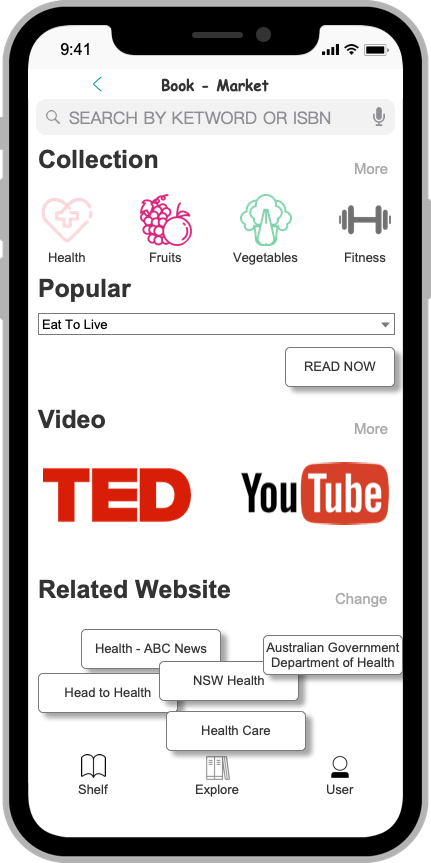 9:41
Book - Market
SEARCH BY KETWORD OR ISBN
Collection
More
Health
Fruits
Vegetables
Fitness
Popular
Eat To Live
READ NOW
Video
More
TED
YouTube
Related Website
Change
Health - ABC News
Australian Government
Department of Health
Head to Health
NSW Health
Health Care
Shelf
Explore
User